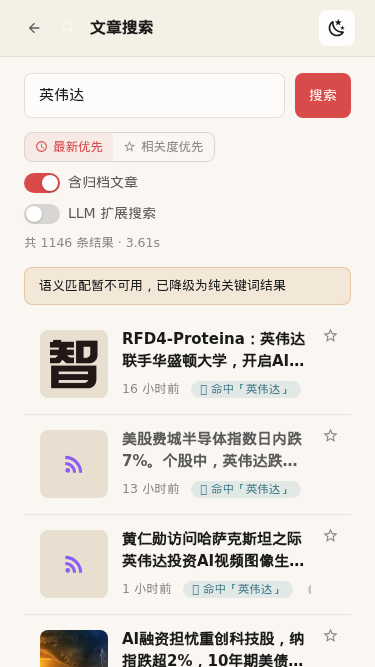 文章搜索
英伟达
搜索
最新优先
相关度优先
含归档文章
LLM 扩展搜索
共 1146 条结果 · 3.61s
语义匹配暂不可用，已降级为纯关键词结果
智
RFD4-Proteina：英伟达
联手华盛顿大学，开启AI...
16 小时前
命中「英伟达」
美股费城半导体指数日内跌
7%。个股中，英伟达跌...
13 小时前
命中「英伟达」
黄仁勋访问哈萨克斯坦之际
英伟达投资AI视频图像生...
1 小时前
命中「英伟达」
AI融资担忧重创科技股，纳
指跌超2%，10年期美债...